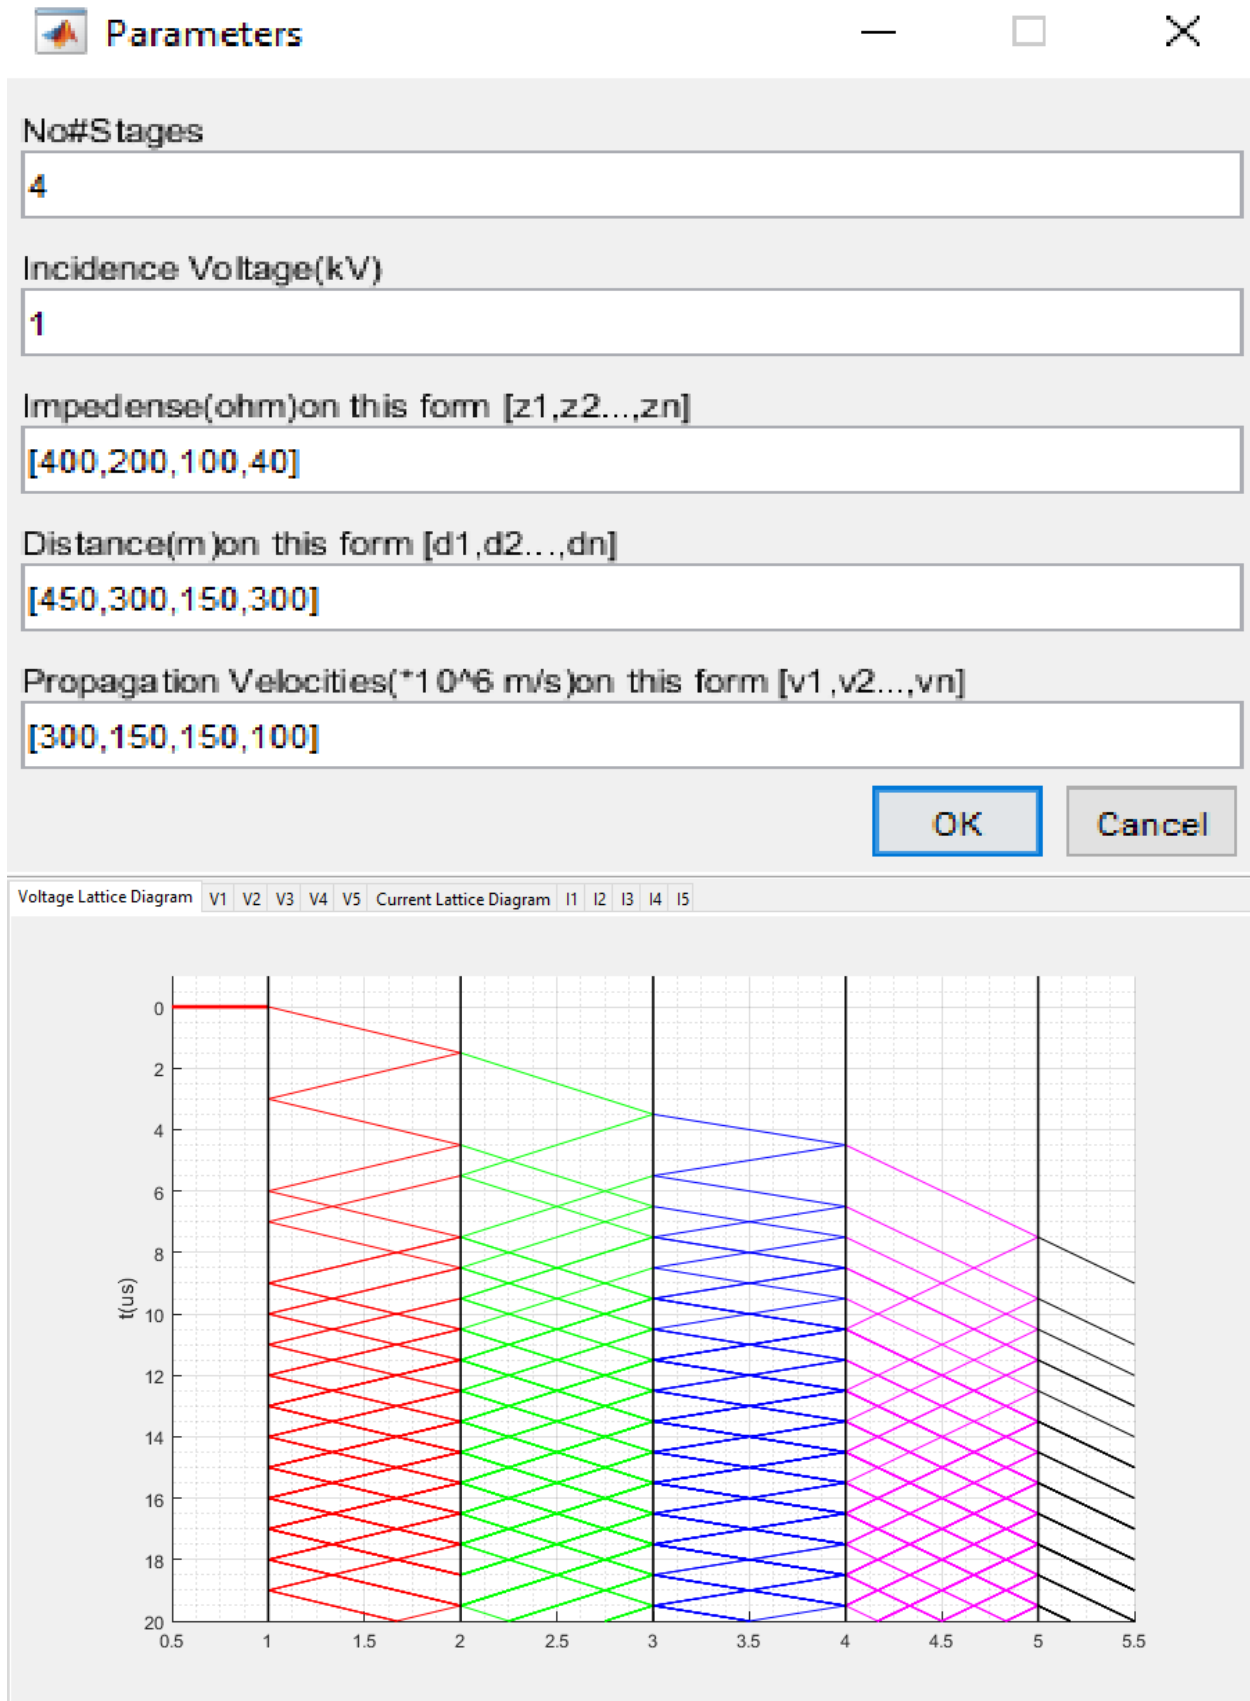 Parameters
No#Stages
4
Incidence Voltage(kV)
1
Impedense(ohm)on this form [z1,z2...,zn]
[400,200,100,40]
Distance(m)on this form [d1,d2...,dn]
[450,300,150,300]
Propagation Velocities(*10^6 m/s)on this form [v1,v2...,vn]
[300,150,150,100]
OK Cancel
Voltage Lattice Diagram V1 V2 V3 V4 V5 Current Lattice Diagram I1 I2 I3 I4 I5
0
2
4
6
8
t(us)
10
12
14
16
18
20
0.5 1 1.5 2 2.5 3 3.5 4 4.5 5 5.5